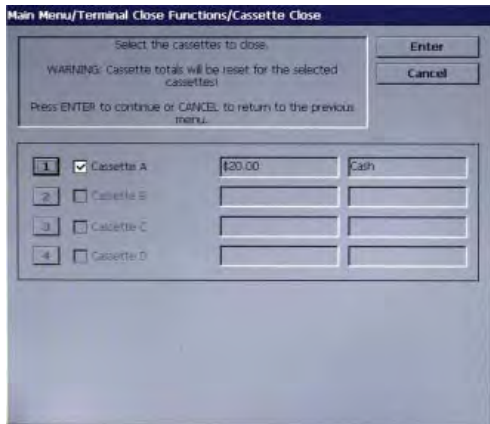 Main Menu/Terminal Close Functions/Cassette Close
Select the cassettes to close.
WARNING: Cassette totals will be reset for the selected
cassettes!
Press ENTER to continue or CANCEL to return to the previous
menu.
Enter
Cancel
1 Cassette A $20.00 Cash
2 Cassette B
3 Cassette C
4 Cassette D